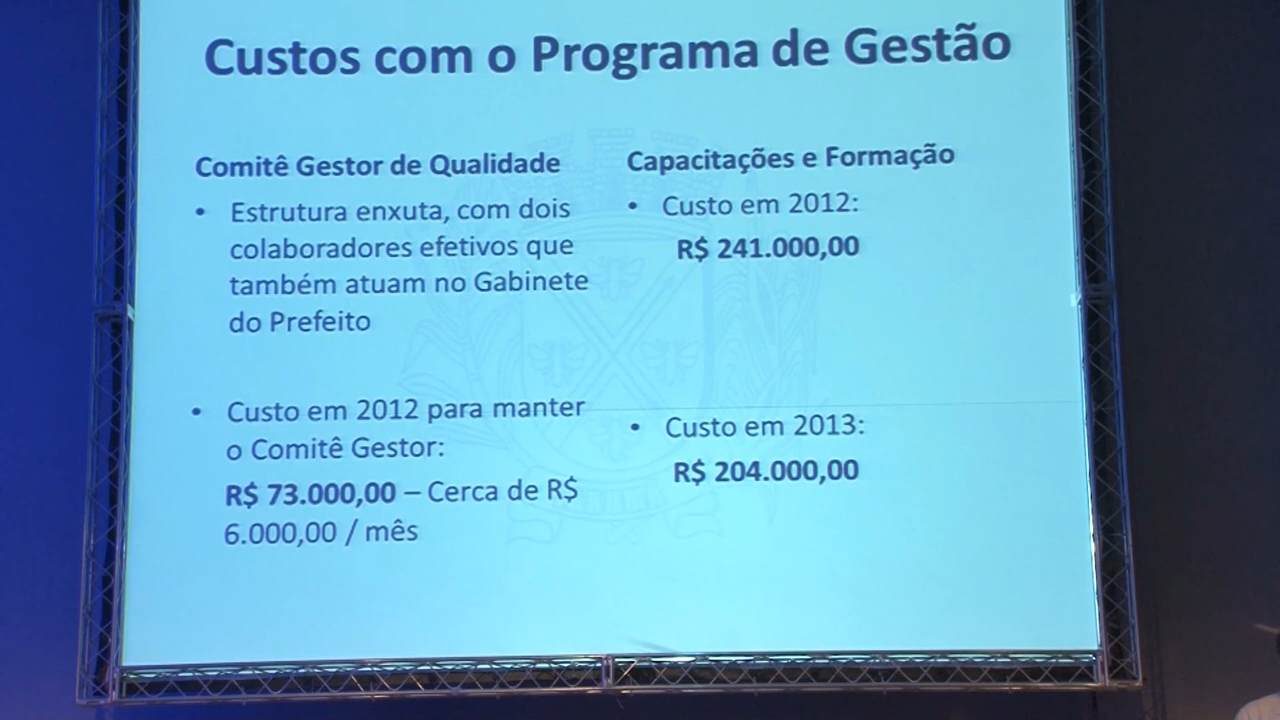 Custos com o Programa de Gestão
Comitê Gestor de Qualidade
• Estrutura enxuta, com dois
colaboradores efetivos que
também atuam no Gabinete
do Prefeito
• Custo em 2012 para manter
o Comitê Gestor:
R$ 73.000,00 – Cerca de R$
6.000,00 / mês
Capacitações e Formação
• Custo em 2012:
R$ 241.000,00
• Custo em 2013:
R$ 204.000,00